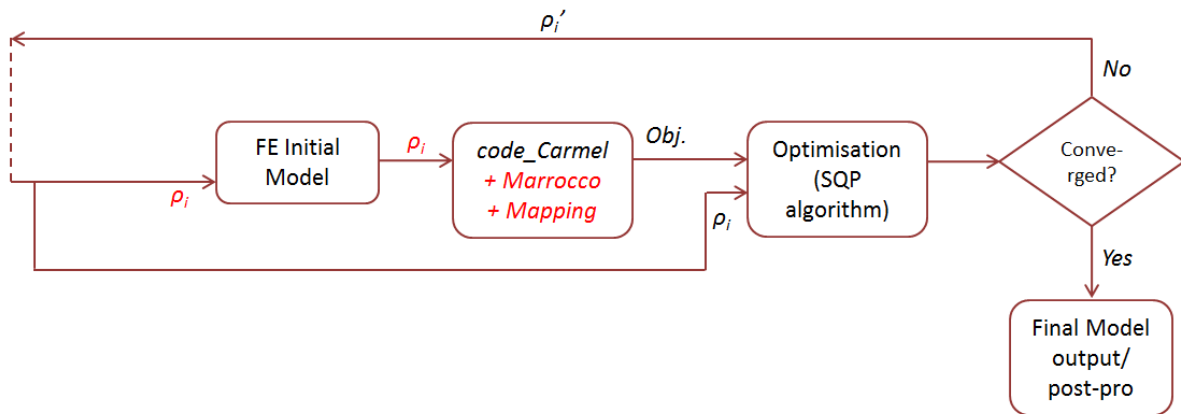 ρi’
No
FE Initial
Model
ρi
ρi
code_Carmel
+ Marrocco
+ Mapping
Obj.
ρi
Optimisation
(SQP
algorithm)
Conve-
rged?
Yes
Final Model
output/
post-pro